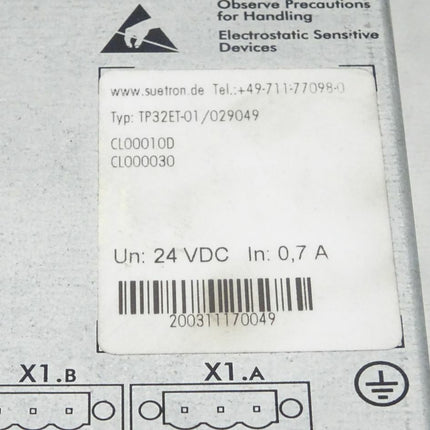 Observe Precautions
for Handling
Electrostatic Sensitive
Devices
www.suetron.de Tel.:+49-711-77098-0
Typ: TP32ET-01/029049
CL00010D
CL000030
Un: 24 VDC In: 0,7 A
200311170049
X1.B X1.A